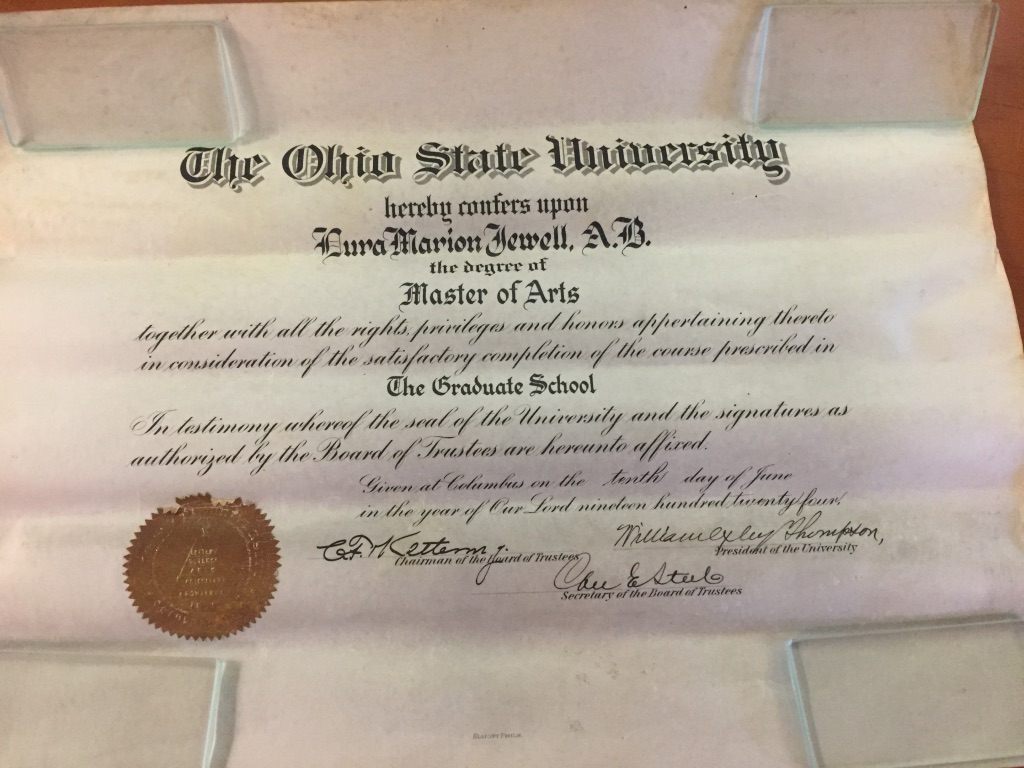 The Ohio State University
hereby confers upon
Lura Marion Jewell, A.B.
the degree of
Master of Arts
together with all the rights, privileges and honors appertaining thereto
in consideration of the satisfactory completion of the course prescribed in
The Graduate School
In testimony whereof the seal of the University and the signatures as
authorized by the Board of Trustees are hereunto affixed.
Given at Columbus on the tenth day of June
in the year of Our Lord nineteen hundred twenty four.
William Oxley Thompson,
President of the University
Chairman of the Board of Trustees
Carl E Steeb
Secretary of the Board of Trustees